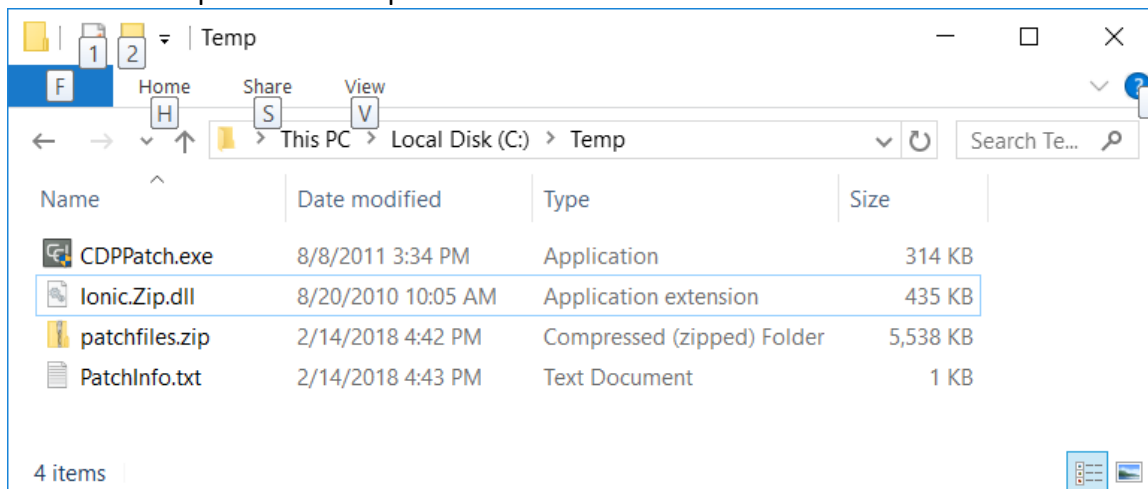 1 2 Temp
F Home Share View ?
H S V
This PC Local Disk (C:) Temp Search Te...
Name Date modified Type Size
CDPPatch.exe 8/8/2011 3:34 PM Application 314 KB
Ionic.Zip.dll 8/20/2010 10:05 AM Application extension 435 KB
patchfiles.zip 2/14/2018 4:42 PM Compressed (zipped) Folder 5,538 KB
PatchInfo.txt 2/14/2018 4:43 PM Text Document 1 KB
4 items